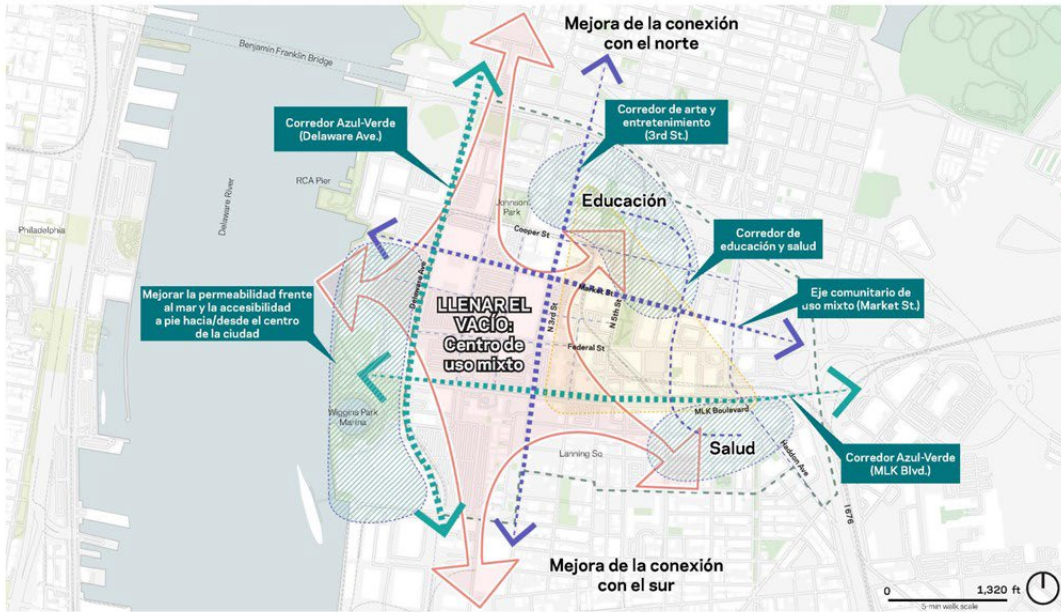 Mejora de la conexión
con el norte
Benjamin Franklin Bridge
Corredor Azul-Verde
(Delaware Ave.)
Corredor de arte y
entretenimiento
(3rd St.)
RCA Pier
Delaware River
Philadelphia
Johnson
Park
Educación
Cooper St
Corredor de
educación y salud
Mejorar la permeabilidad frente
al mar y la accesibilidad
a pie hacia/desde el centro
de la ciudad
Delaware Ave
Market St
Eje comunitario de
uso mixto (Market St.)
LLENAR EL
VACÍO:
Centro de
uso mixto
N 3rd St
N 5th St
Federal St
Wiggins Park
Marina
MLK Boulevard
Salud
Lanning Sq
Haddon Ave
Corredor Azul-Verde
(MLK Blvd.)
I 676
Mejora de la conexión
con el sur
0 1,320 ft
5-min walk scale